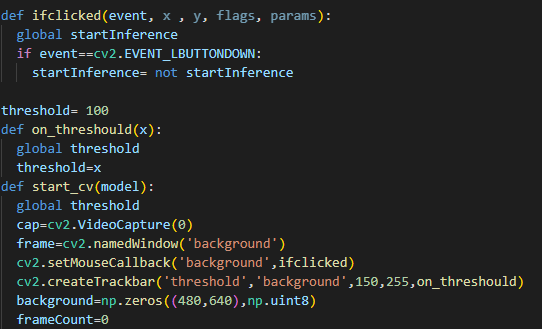 def ifclicked(event, x , y, flags, params):
  global startInference
  if event==cv2.EVENT_LBUTTONDOWN:
    startInference= not startInference

threshold= 100
def on_threshould(x):
  global threshold
  threshold=x
def start_cv(model):
  global threshold
  cap=cv2.VideoCapture(0)
  frame=cv2.namedWindow('background')
  cv2.setMouseCallback('background',ifclicked)
  cv2.createTrackbar('threshold','background',150,255,on_threshould)
  background=np.zeros((480,640),np.uint8)
  frameCount=0